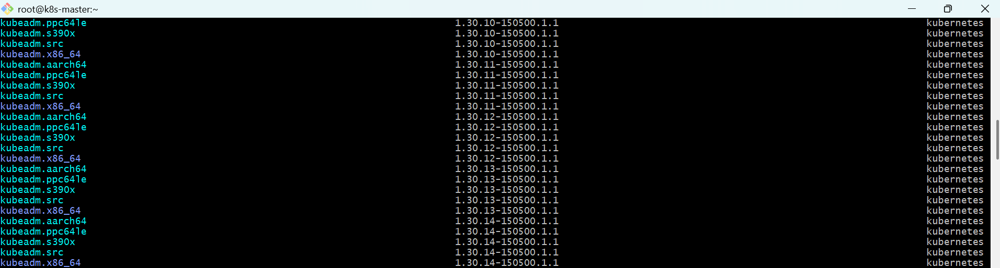 root@k8s-master:~
kubeadm.ppc64le 1.30.10-150500.1.1 kubernetes
kubeadm.s390x 1.30.10-150500.1.1 kubernetes
kubeadm.src 1.30.10-150500.1.1 kubernetes
kubeadm.x86_64 1.30.10-150500.1.1 kubernetes
kubeadm.aarch64 1.30.11-150500.1.1 kubernetes
kubeadm.ppc64le 1.30.11-150500.1.1 kubernetes
kubeadm.s390x 1.30.11-150500.1.1 kubernetes
kubeadm.src 1.30.11-150500.1.1 kubernetes
kubeadm.x86_64 1.30.11-150500.1.1 kubernetes
kubeadm.aarch64 1.30.12-150500.1.1 kubernetes
kubeadm.ppc64le 1.30.12-150500.1.1 kubernetes
kubeadm.s390x 1.30.12-150500.1.1 kubernetes
kubeadm.src 1.30.12-150500.1.1 kubernetes
kubeadm.x86_64 1.30.12-150500.1.1 kubernetes
kubeadm.aarch64 1.30.13-150500.1.1 kubernetes
kubeadm.ppc64le 1.30.13-150500.1.1 kubernetes
kubeadm.s390x 1.30.13-150500.1.1 kubernetes
kubeadm.src 1.30.13-150500.1.1 kubernetes
kubeadm.x86_64 1.30.13-150500.1.1 kubernetes
kubeadm.aarch64 1.30.14-150500.1.1 kubernetes
kubeadm.ppc64le 1.30.14-150500.1.1 kubernetes
kubeadm.s390x 1.30.14-150500.1.1 kubernetes
kubeadm.src 1.30.14-150500.1.1 kubernetes
kubeadm.x86_64 1.30.14-150500.1.1 kubernetes